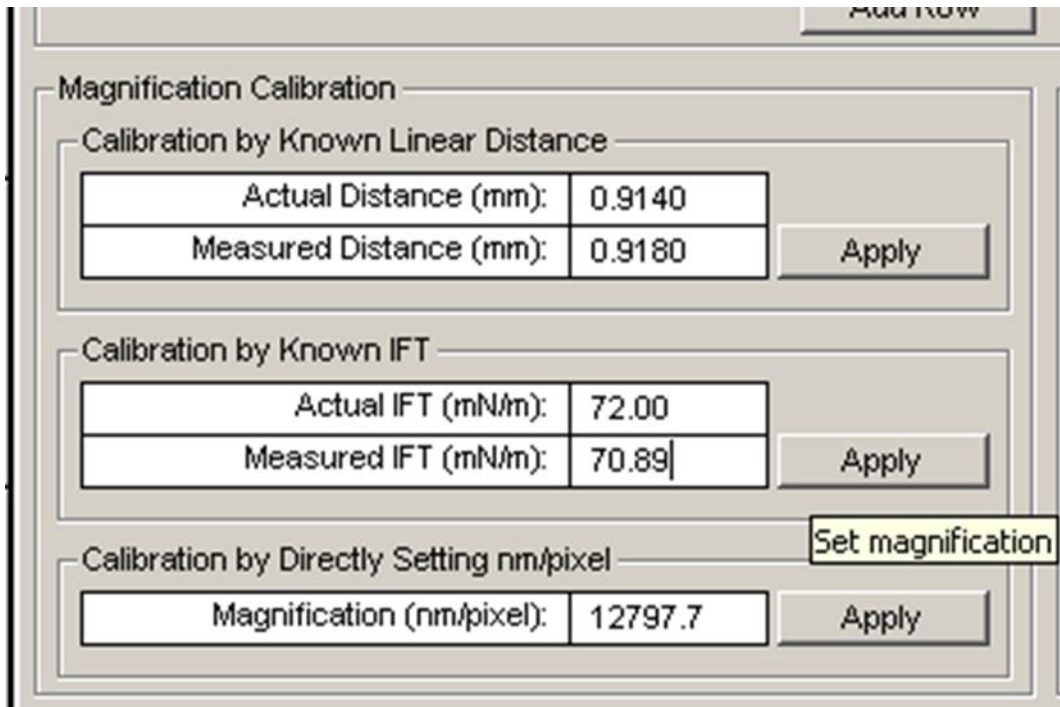 Add Row
Magnification Calibration
Calibration by Known Linear Distance
Actual Distance (mm): 0.9140
Measured Distance (mm): 0.9180 Apply
Calibration by Known IFT
Actual IFT (mN/m): 72.00
Measured IFT (mN/m): 70.89 Apply
Set magnification
Calibration by Directly Setting nm/pixel
Magnification (nm/pixel): 12797.7 Apply